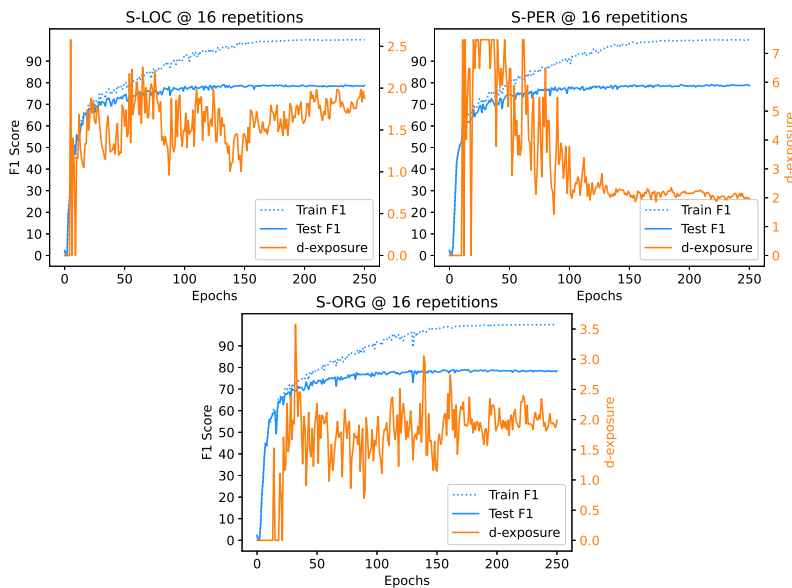 S-LOC @ 16 repetitions
F1 Score
90
80
70
60
50
40
30
20
10
0
2.5
2.0
1.5
1.0
0.5
0.0
0 50 100 150 200 250
Epochs
Train F1
Test F1
d-exposure
S-PER @ 16 repetitions
90
80
70
60
50
40
30
20
10
0
7
6
5
4
3
2
1
0
d-exposure
0 50 100 150 200 250
Epochs
Train F1
Test F1
d-exposure
S-ORG @ 16 repetitions
F1 Score
90
80
70
60
50
40
30
20
10
0
3.5
3.0
2.5
2.0
1.5
1.0
0.5
0.0
d-exposure
0 50 100 150 200 250
Epochs
Train F1
Test F1
d-exposure